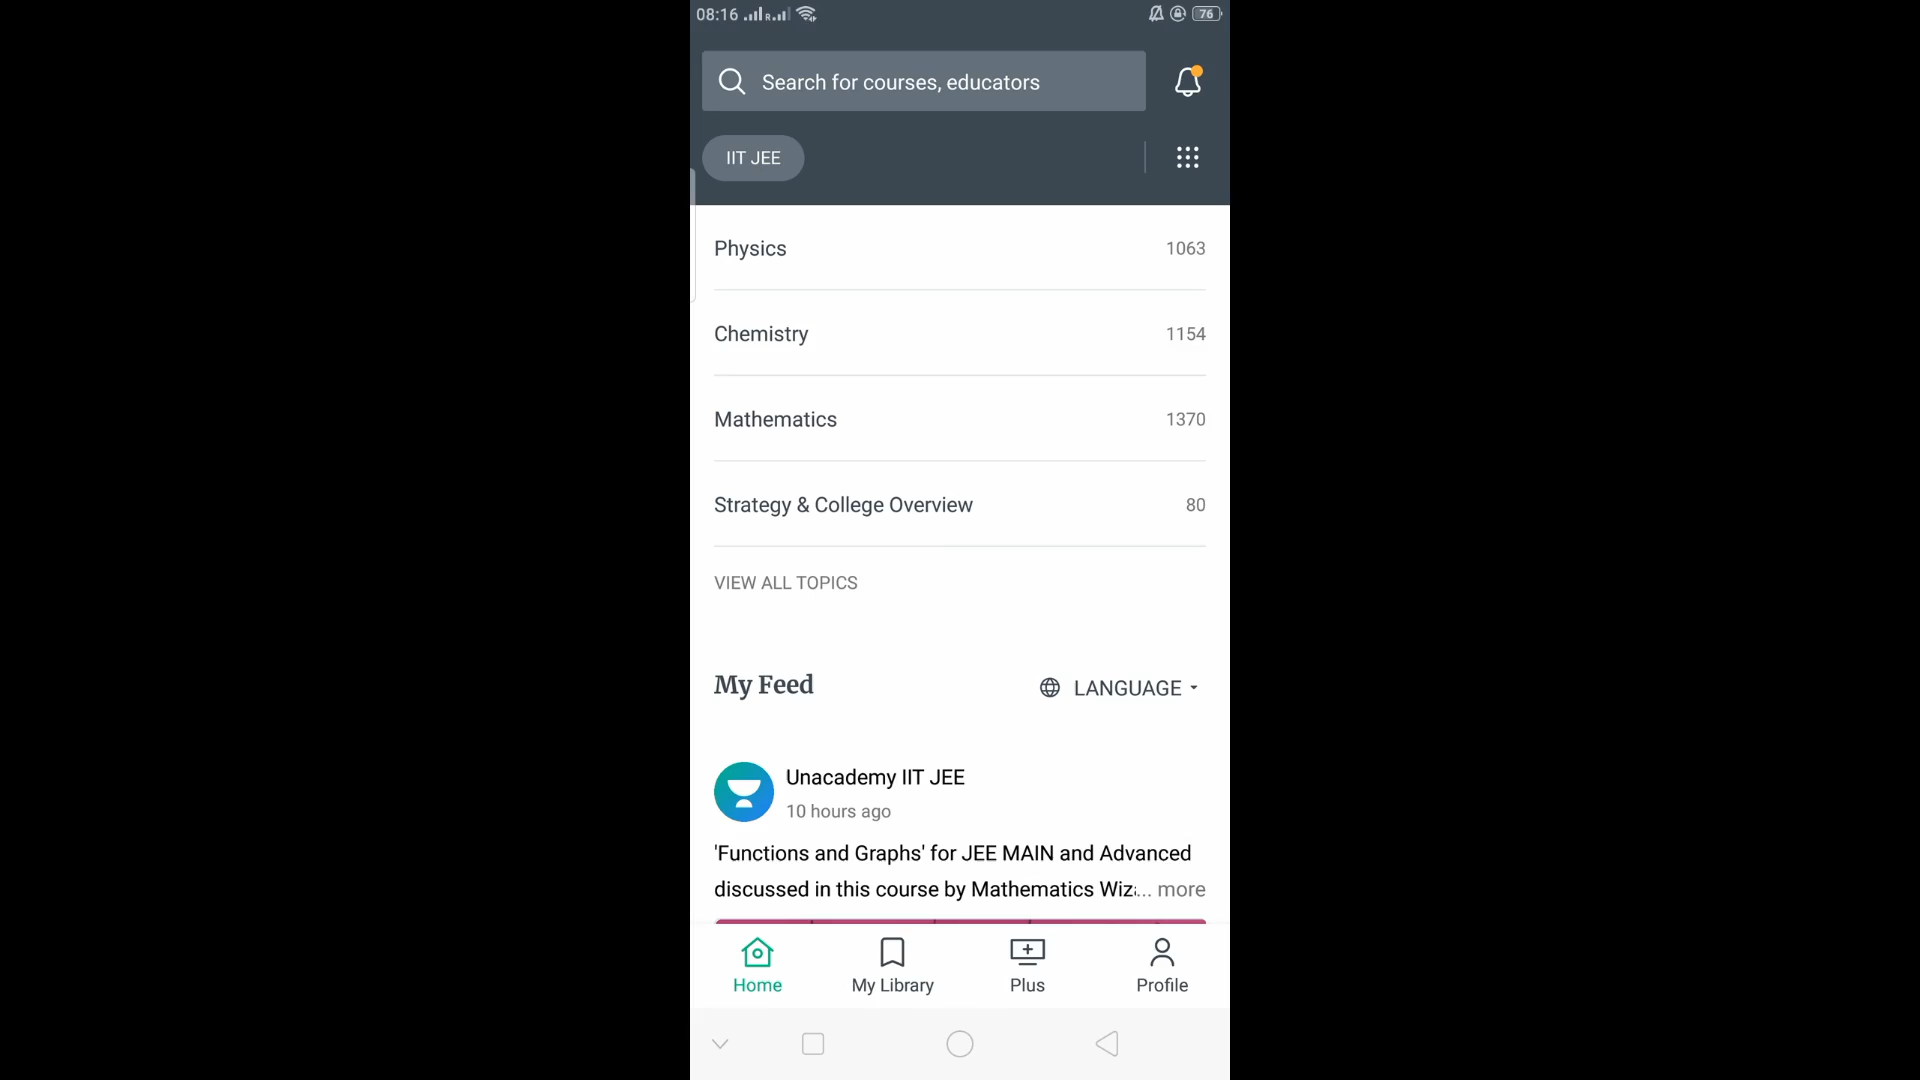 08:16
R
76
Search for courses, educators
IIT JEE
Physics 1063
Chemistry 1154
Mathematics 1370
Strategy & College Overview 80
VIEW ALL TOPICS
My Feed LANGUAGE
Unacademy IIT JEE
10 hours ago
'Functions and Graphs' for JEE MAIN and Advanced
discussed in this course by Mathematics Wiz... more
Home My Library Plus Profile